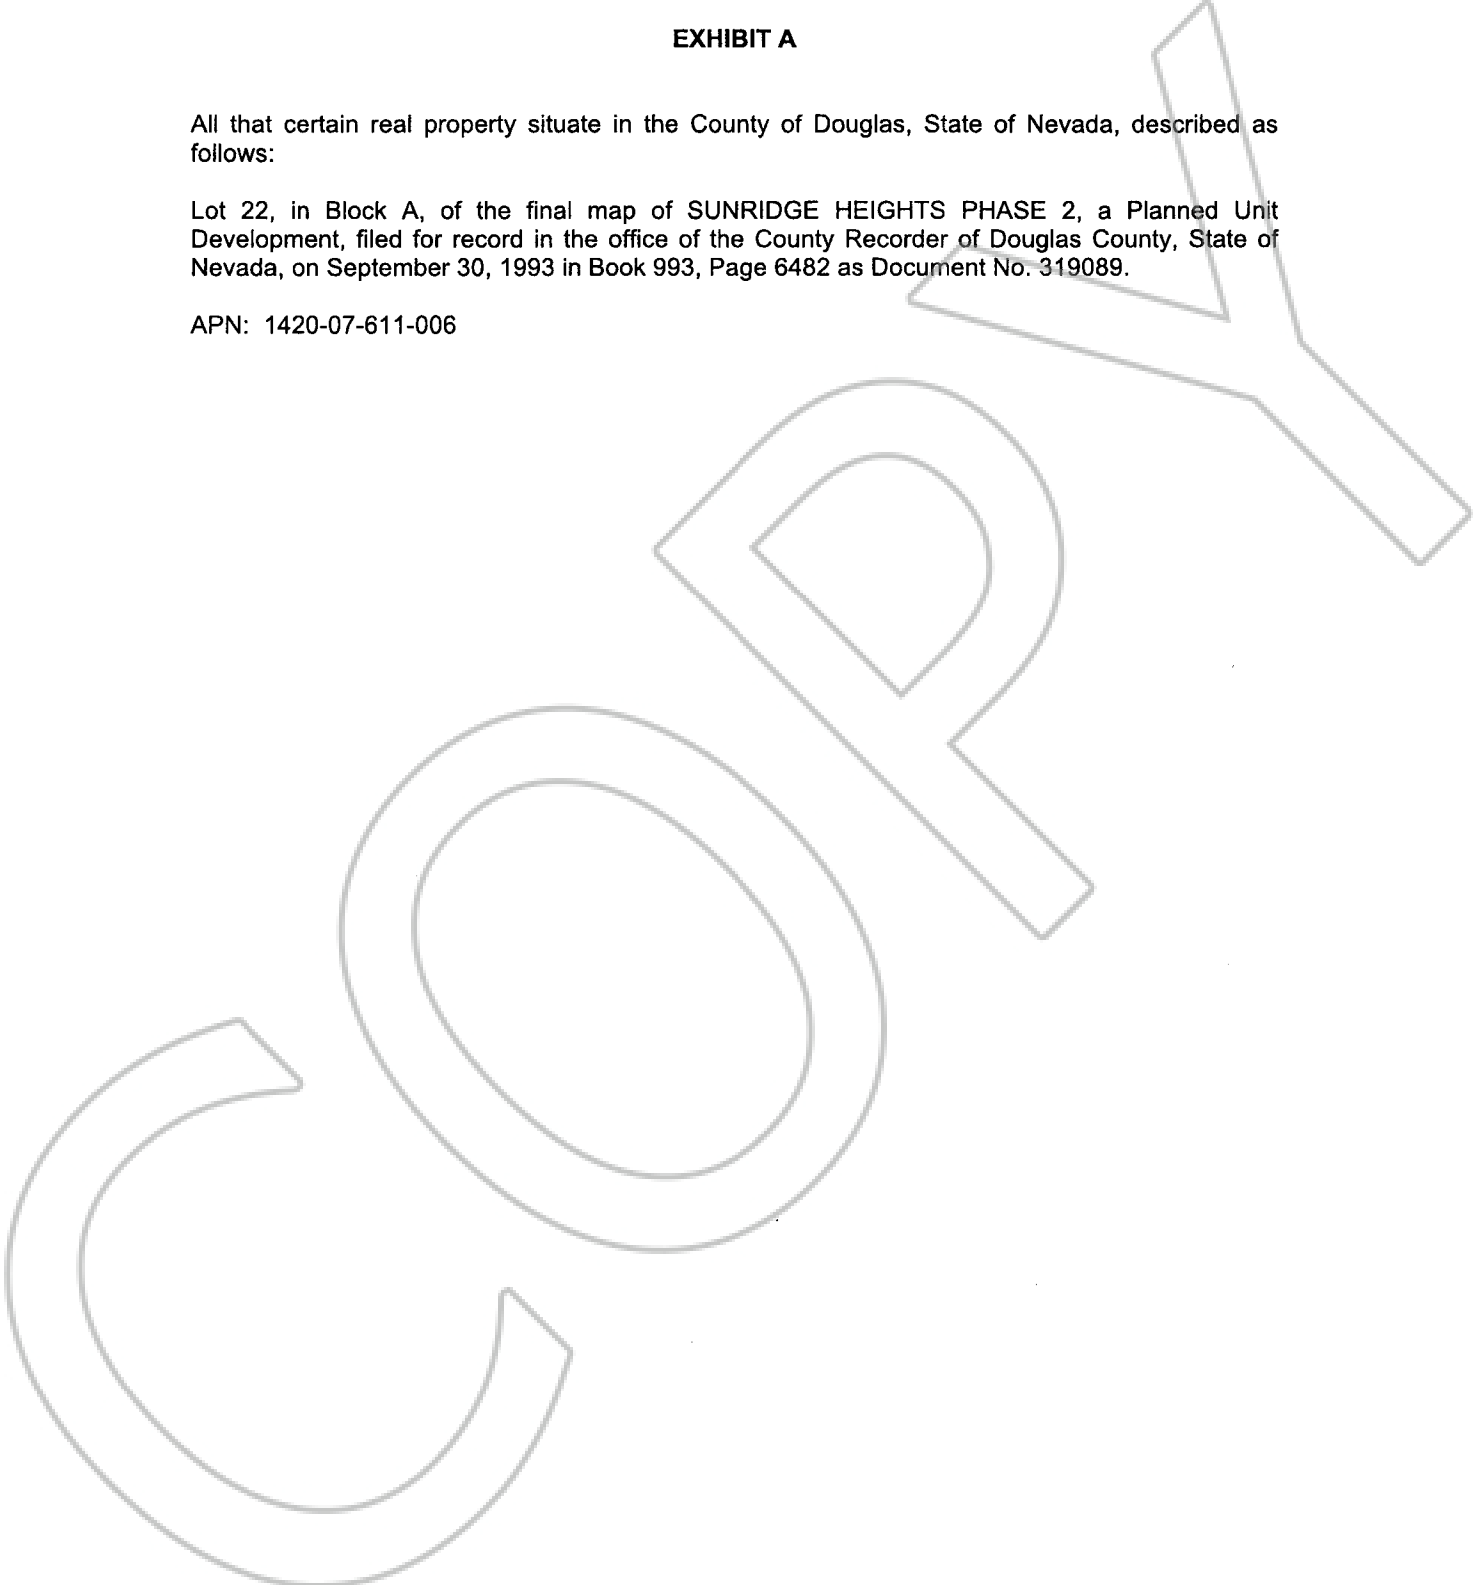 EXHIBIT A
All that certain real property situate in the County of Douglas, State of Nevada, described as
follows:
Lot 22, in Block A, of the final map of SUNRIDGE HEIGHTS PHASE 2, a Planned Unit
Development, filed for record in the office of the County Recorder of Douglas County, State of
Nevada, on September 30, 1993 in Book 993, Page 6482 as Document No. 319089.
APN: 1420-07-611-006
COPY